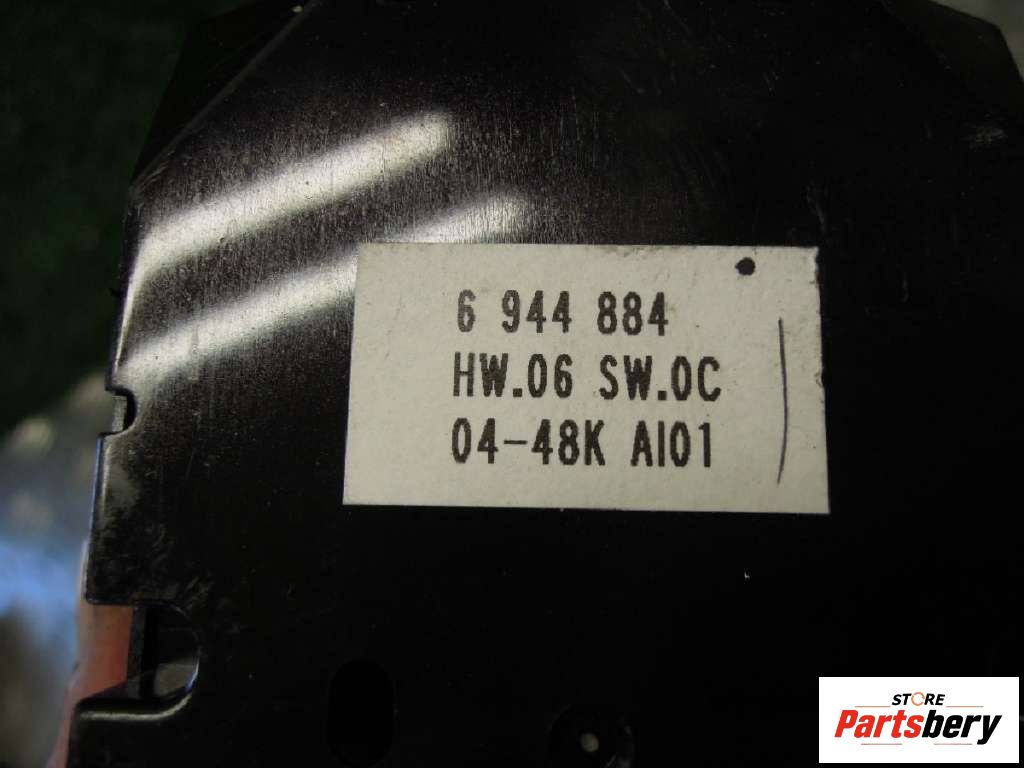 6 944 884
HW.06 SW.0C
04-48K AI01
STORE
Partsbery